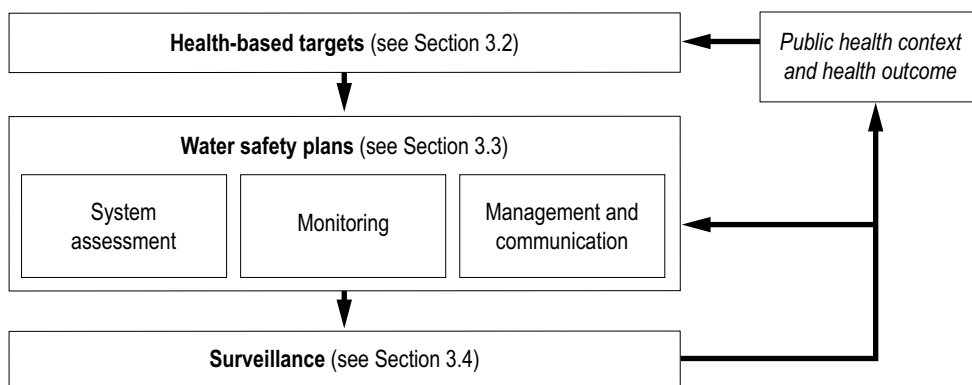 Health-based targets (see Section 3.2)
Public health context
and health outcome
Water safety plans (see Section 3.3)
System
assessment
Monitoring
Management and
communication
Surveillance (see Section 3.4)